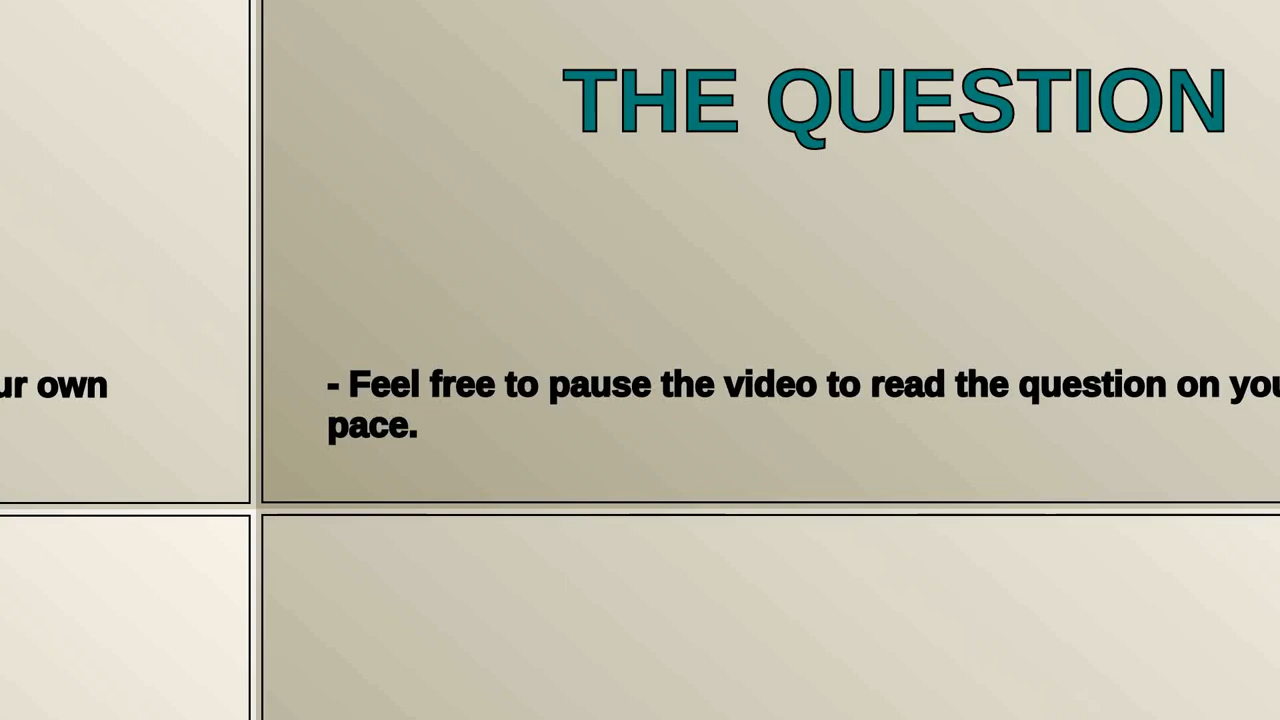 THE QUESTION
ur own
- Feel free to pause the video to read the question on you
pace.